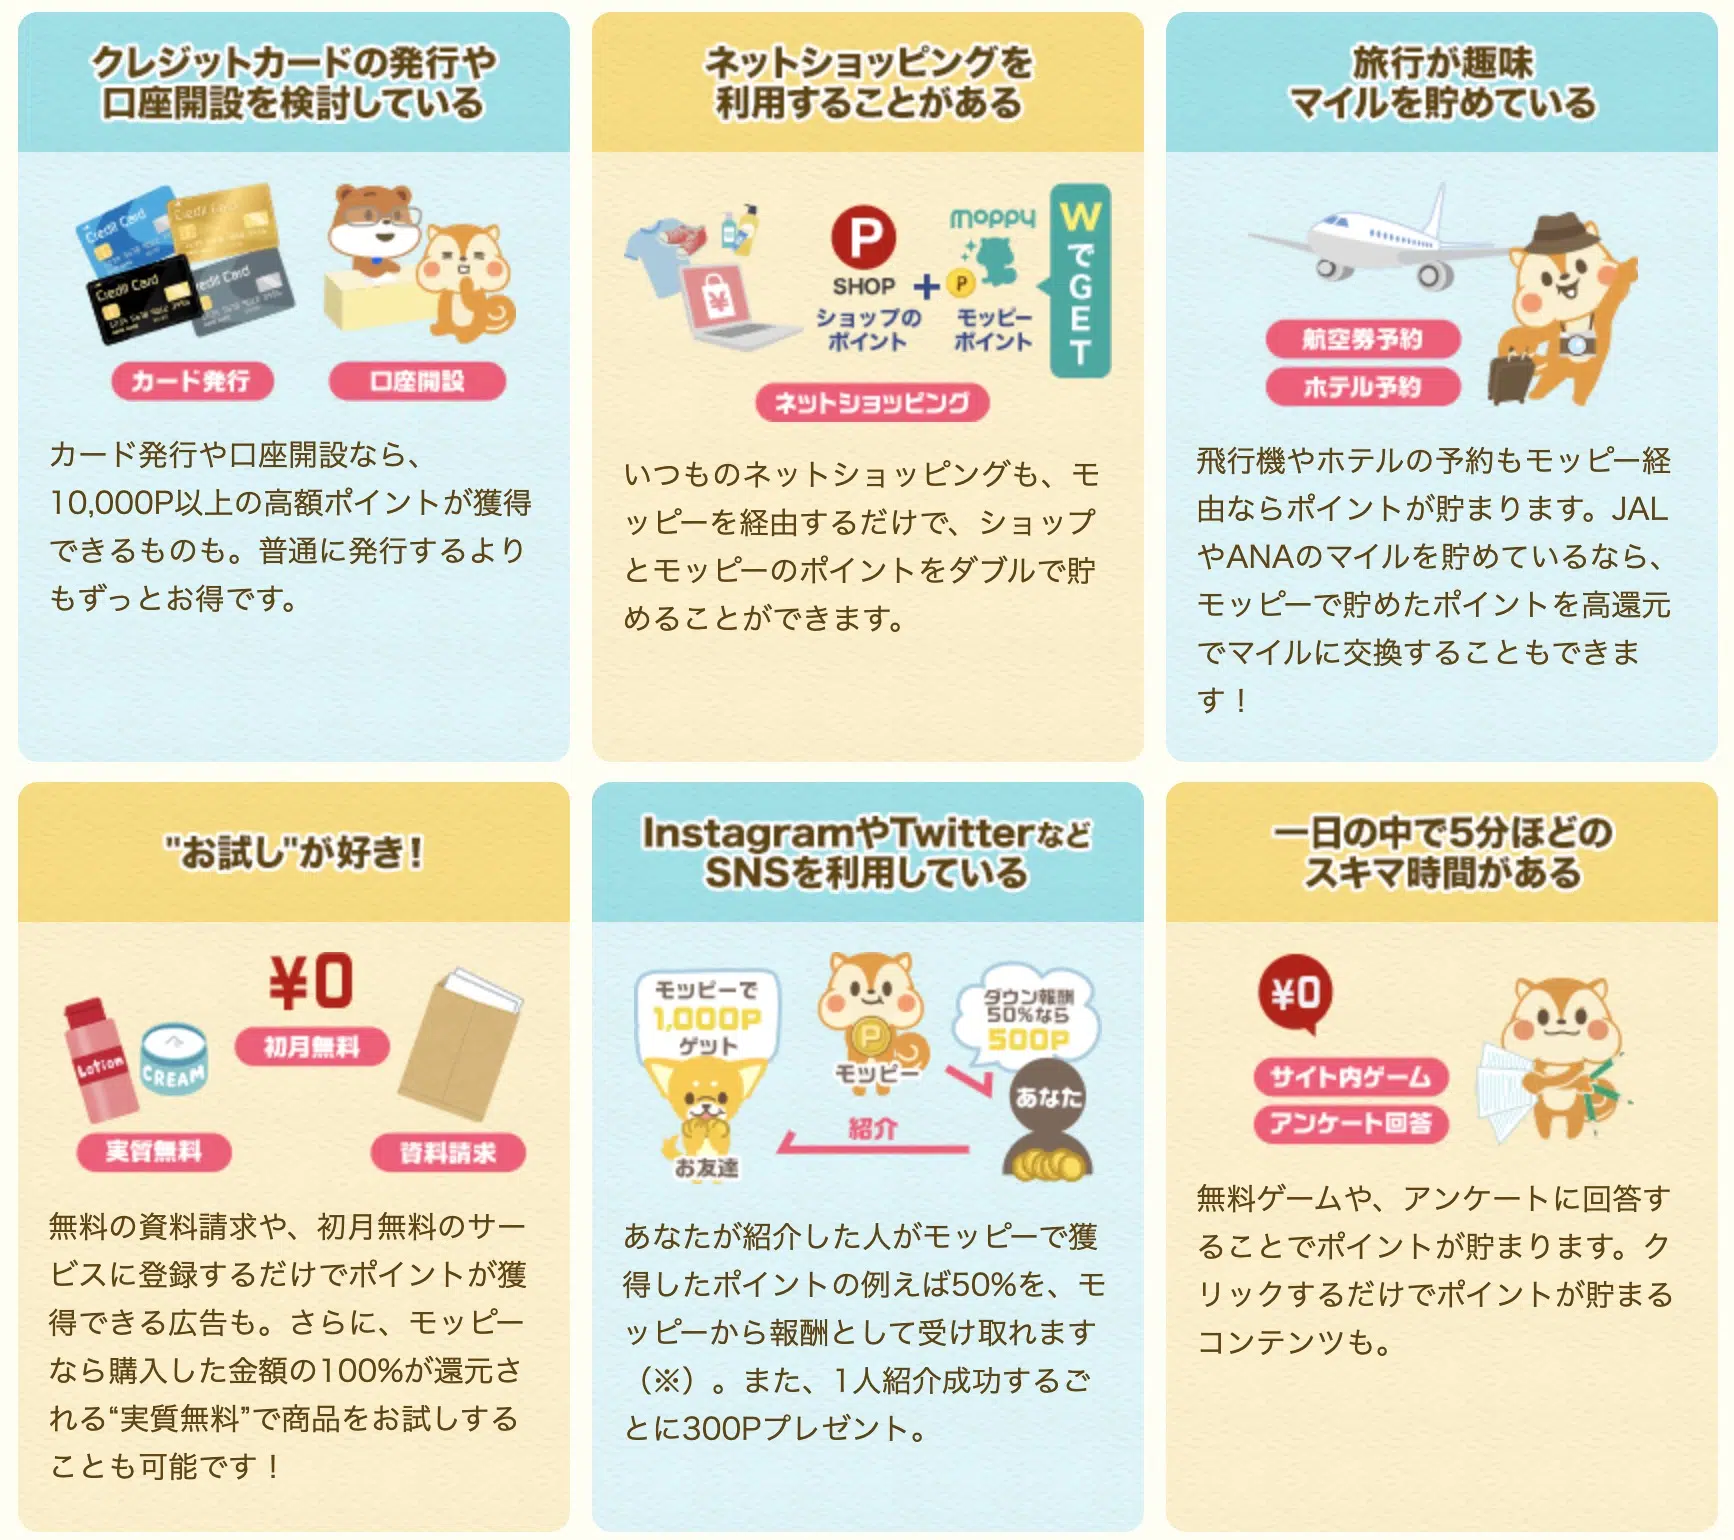 クレジットカードの発行や
口座開設を検討している
Credit Card
Credit Card
Credit Card
Credit Card
カード発行
口座開設
カード発行や口座開設なら、
10,000P以上の高額ポイントが獲得
できるものも。普通に発行するより
もずっとお得です。
ネットショッピングを
利用することがある
¥
P
SHOP
ショップの
ポイント
+
moppy
P
モッピー
ポイント
WでGET
ネットショッピング
いつものネットショッピングも、モ
ッピーを経由するだけで、ショップ
とモッピーのポイントをダブルで貯
めることができます。
旅行が趣味
マイルを貯めている
航空券予約
ホテル予約
飛行機やホテルの予約もモッピー経
由ならポイントが貯まります。JAL
やANAのマイルを貯めているなら、
モッピーで貯めたポイントを高還元
でマイルに交換することもできま
す！
"お試し"が好き！
¥0
初月無料
Lotion
CREAM
実質無料
資料請求
無料の資料請求や、初月無料のサー
ビスに登録するだけでポイントが獲
得できる広告も。さらに、モッピー
なら購入した金額の100%が還元さ
れる“実質無料”で商品をお試しする
ことも可能です！
InstagramやTwitterなど
SNSを利用している
モッピーで
1,000P
ゲット
P
モッピー
ダウン報酬
50%なら
500P
あなた
紹介
お友達
あなたが紹介した人がモッピーで獲
得したポイントの例えば50%を、モ
ッピーから報酬として受け取れます
（※）。また、1人紹介成功するご
とに300Pプレゼント。
一日の中で5分ほどの
スキマ時間がある
¥0
サイト内ゲーム
アンケート回答
無料ゲームや、アンケートに回答す
ることでポイントが貯まります。ク
リックするだけでポイントが貯まる
コンテンツも。